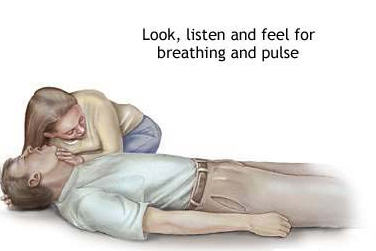 Look, listen and feel for
breathing and pulse